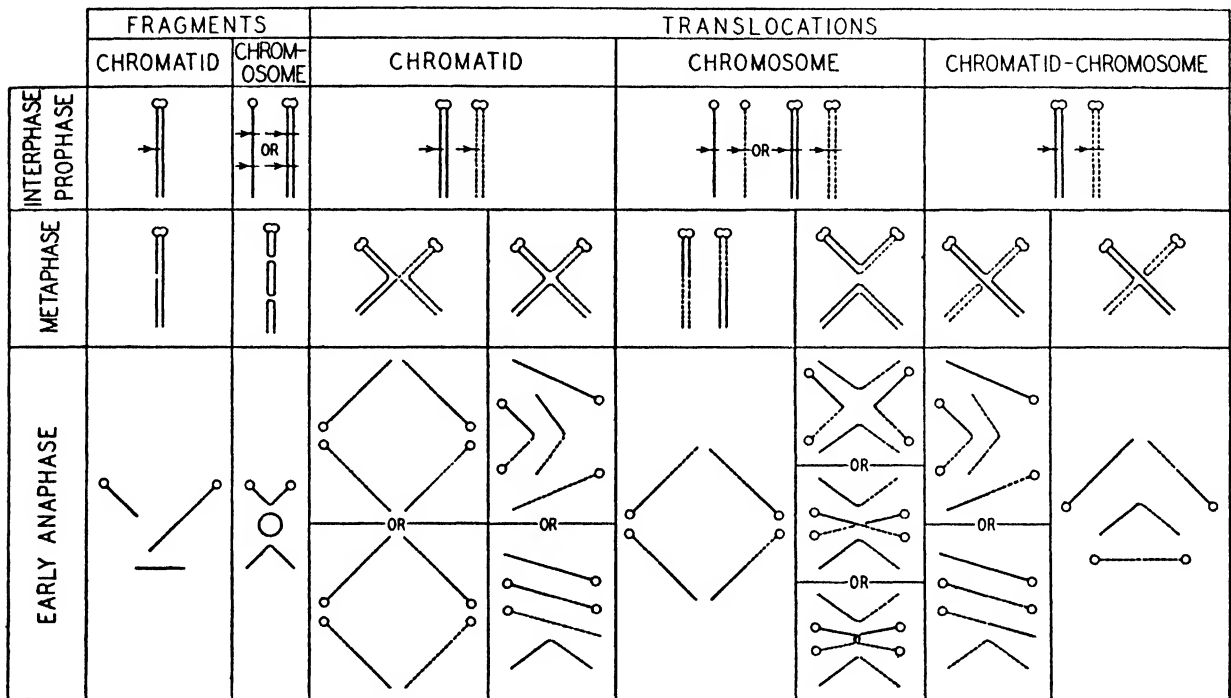 FRAGMENTS
TRANSLOCATIONS
CHROMATID
CHROM-
OSOME
CHROMATID
CHROMOSOME
CHROMATID-CHROMOSOME
INTERPHASE
PROPHASE
OR
OR
METAPHASE
EARLY ANAPHASE
OR
OR
OR
OR
OR